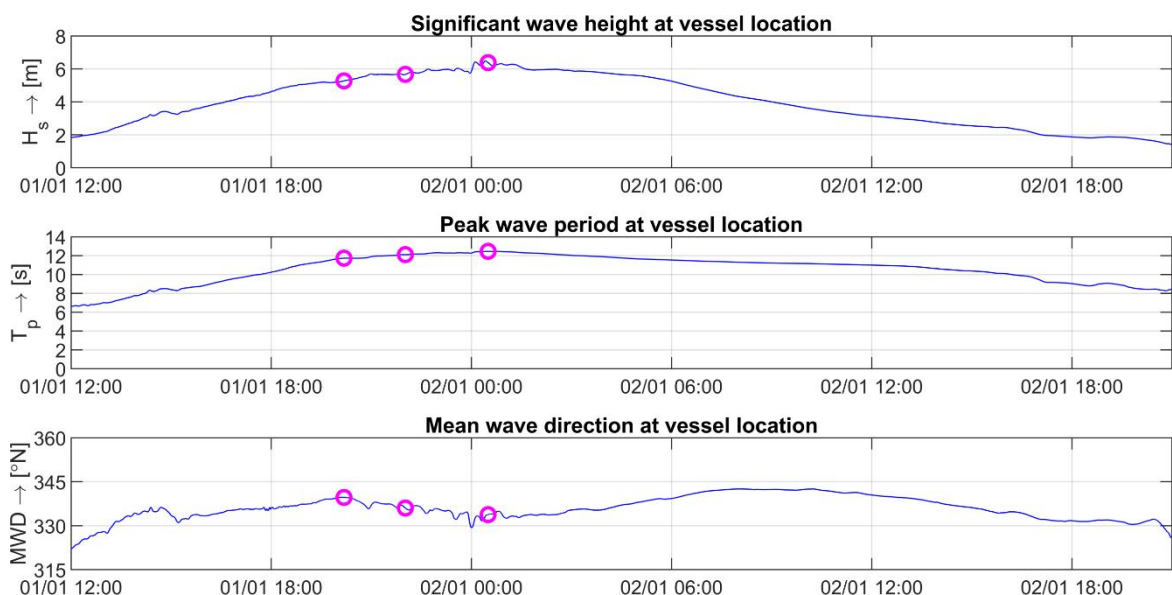 Significant wave height at vessel location
H_s → [m]
8
6
4
2
0
01/01 12:00 01/01 18:00 02/01 00:00 02/01 06:00 02/01 12:00 02/01 18:00
Peak wave period at vessel location
T_p → [s]
14
12
10
8
6
4
2
0
01/01 12:00 01/01 18:00 02/01 00:00 02/01 06:00 02/01 12:00 02/01 18:00
Mean wave direction at vessel location
MWD → [°N]
360
345
330
315
01/01 12:00 01/01 18:00 02/01 00:00 02/01 06:00 02/01 12:00 02/01 18:00